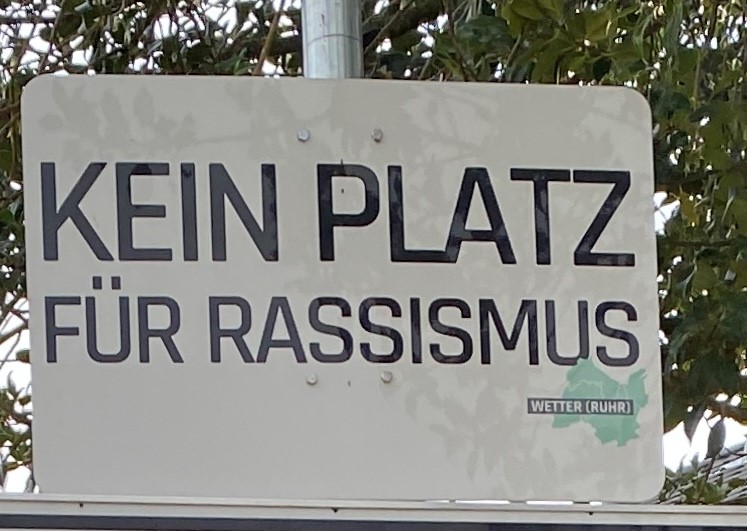 KEIN PLATZ
FÜR RASSISMUS
WETTER (RUHR)